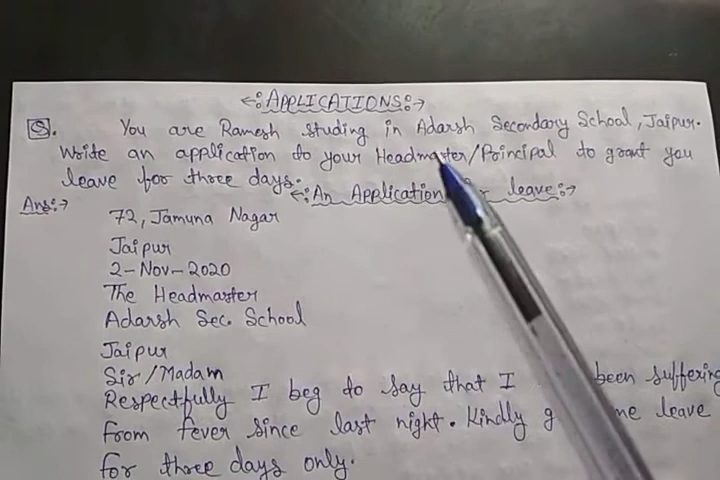 ←:APPLICATIONS:→
Q. You are Ramesh studing in Adarsh Secondary School, Jaipur.
Write an application to your Headmaster/Principal to grant you
leave for three days.
←:An Application leave:→
Ans:→
72, Jamuna Nagar
Jaipur
2-Nov-2020
The Headmaster
Adarsh Sec. School
Jaipur
Sir/Madam
Respectfully I beg to say that I been suffering
from fever since last night. Kindly me leave
for three days only.